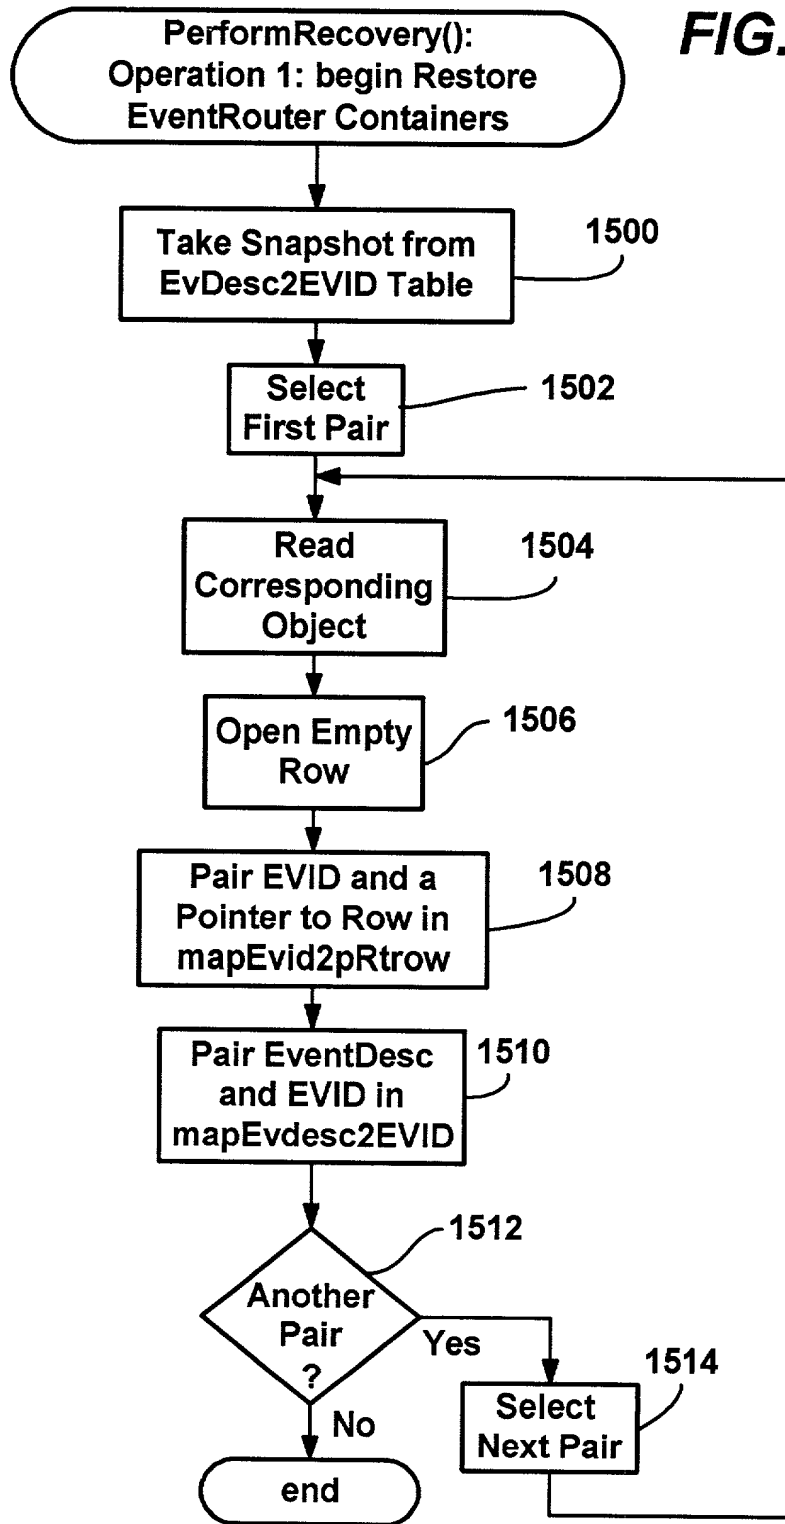 PerformRecovery():
Operation 1: begin Restore
EventRouter Containers
FIG.
Take Snapshot from
EvDesc2EVID Table
1500
Select
First Pair
1502
Read
Corresponding
Object
1504
Open Empty
Row
1506
Pair EVID and a
Pointer to Row in
mapEvid2pRtrow
1508
Pair EventDesc
and EVID in
mapEvdesc2EVID
1510
Another
Pair
?
1512
Yes
No
Select
Next Pair
1514
end